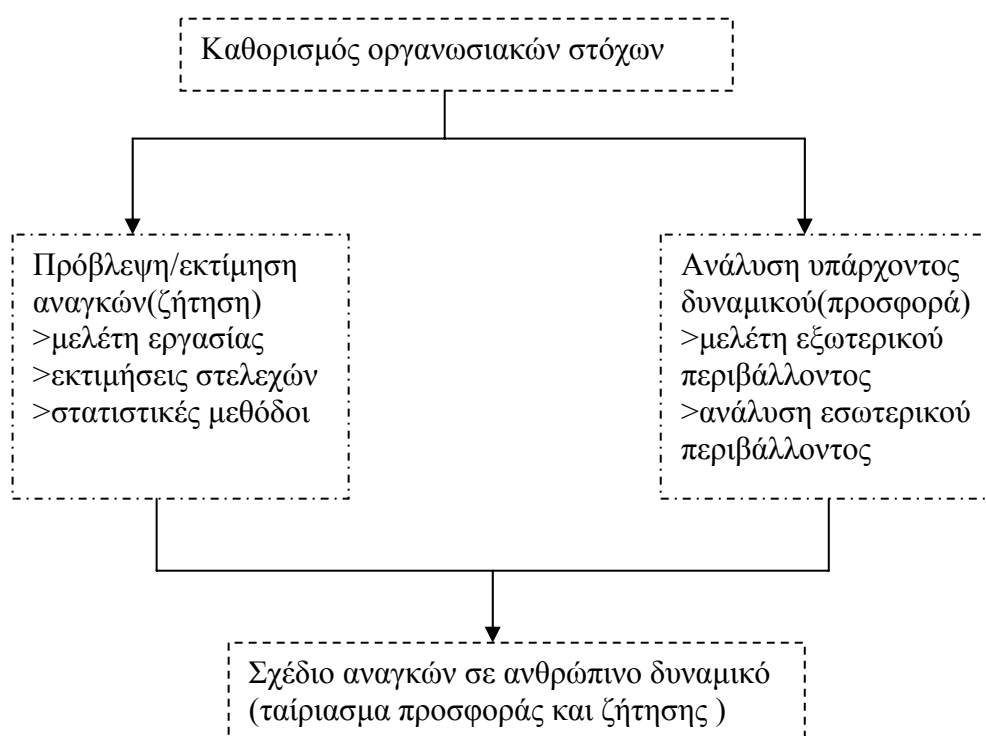 Καθορισμός οργανωσιακών στόχων
Πρόβλεψη/εκτίμηση
αναγκών(ζήτηση)
>μελέτη εργασίας
>εκτιμήσεις στελεχών
>στατιστικές μεθόδοι
Ανάλυση υπάρχοντος
δυναμικού(προσφορά)
>μελέτη εξωτερικού
περιβάλλοντος
>ανάλυση εσωτερικού
περιβάλλοντος
Σχέδιο αναγκών σε ανθρώπινο δυναμικό
(ταίριασμα προσφοράς και ζήτησης )